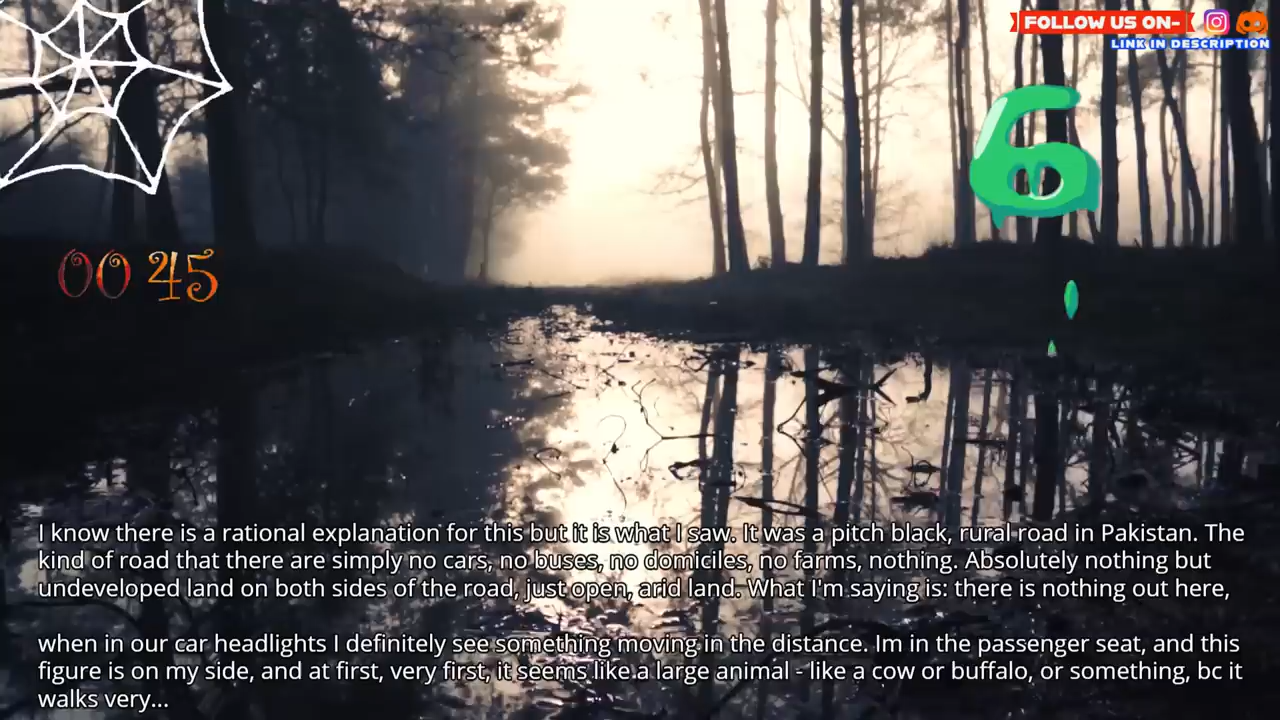 FOLLOW US ON-
LINK IN DESCRIPTION
6
00 45
I know there is a rational explanation for this but it is what I saw. It was a pitch black, rural road in Pakistan. The
kind of road that there are simply no cars, no buses, no domiciles, no farms, nothing. Absolutely nothing but
undeveloped land on both sides of the road, just open, arid land. What I'm saying is: there is nothing out here,
when in our car headlights I definitely see something moving in the distance. Im in the passenger seat, and this
figure is on my side, and at first, very first, it seems like a large animal - like a cow or buffalo, or something, bc it
walks very...